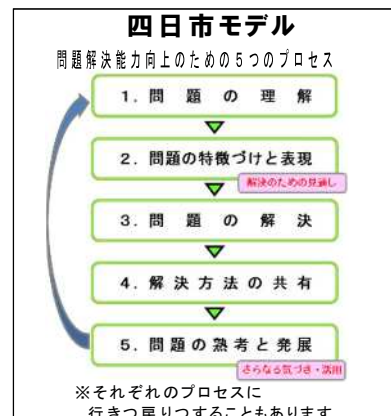 四日市モデル
問題解決能力向上のための５つのプロセス
１．問題の理解
２．問題の特徴づけと表現
解決のための見通し
３．問題の解決
４．解決方法の共有
５．問題の熟考と発展
さらなる気づき・活用
※それぞれのプロセスに
行きつ戻りつすることもあります